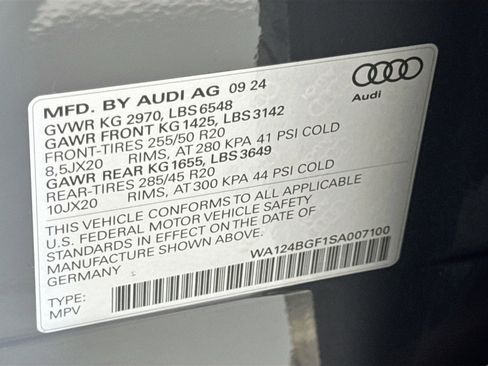 MFD. BY AUDI AG 09 24
GVWR KG 2970, LBS 6548
GAWR FRONT KG 1425, LBS 3142
FRONT-TIRES 255/50 R20
8,5JX20 RIMS, AT 280 KPA 41 PSI COLD
GAWR REAR KG 1655, LBS 3649
REAR-TIRES 285/45 R20
10JX20 RIMS, AT 300 KPA 44 PSI COLD
THIS VEHICLE CONFORMS TO ALL APPLICABLE
U.S. FEDERAL MOTOR VEHICLE SAFETY
STANDARDS IN EFFECT ON THE DATE OF
MANUFACTURE SHOWN ABOVE.
GERMANY
WA124BGF1SA007100
TYPE:
MPV
Audi